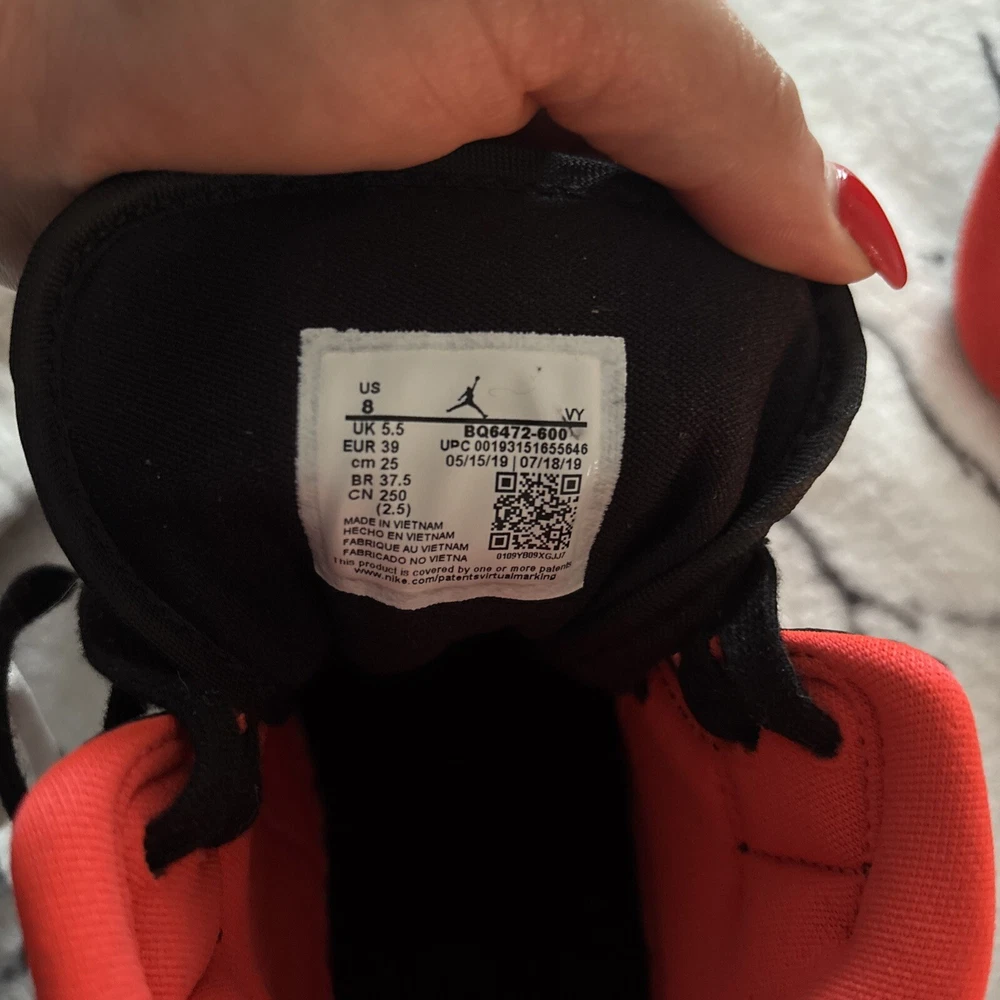 US
8
VY
UK 5.5
BQ6472-600
EUR 39
UPC 00193151655646
cm 25
05/15/19 | 07/18/19
BR 37.5
CN 250
(2.5)
MADE IN VIETNAM
HECHO EN VIETNAM
FABRIQUE AU VIETNAM
FABRICADO NO VIETNA
0109YB09XGJJ7
This product is covered by one or more patents
www.nike.com/patentsvirtualmarking